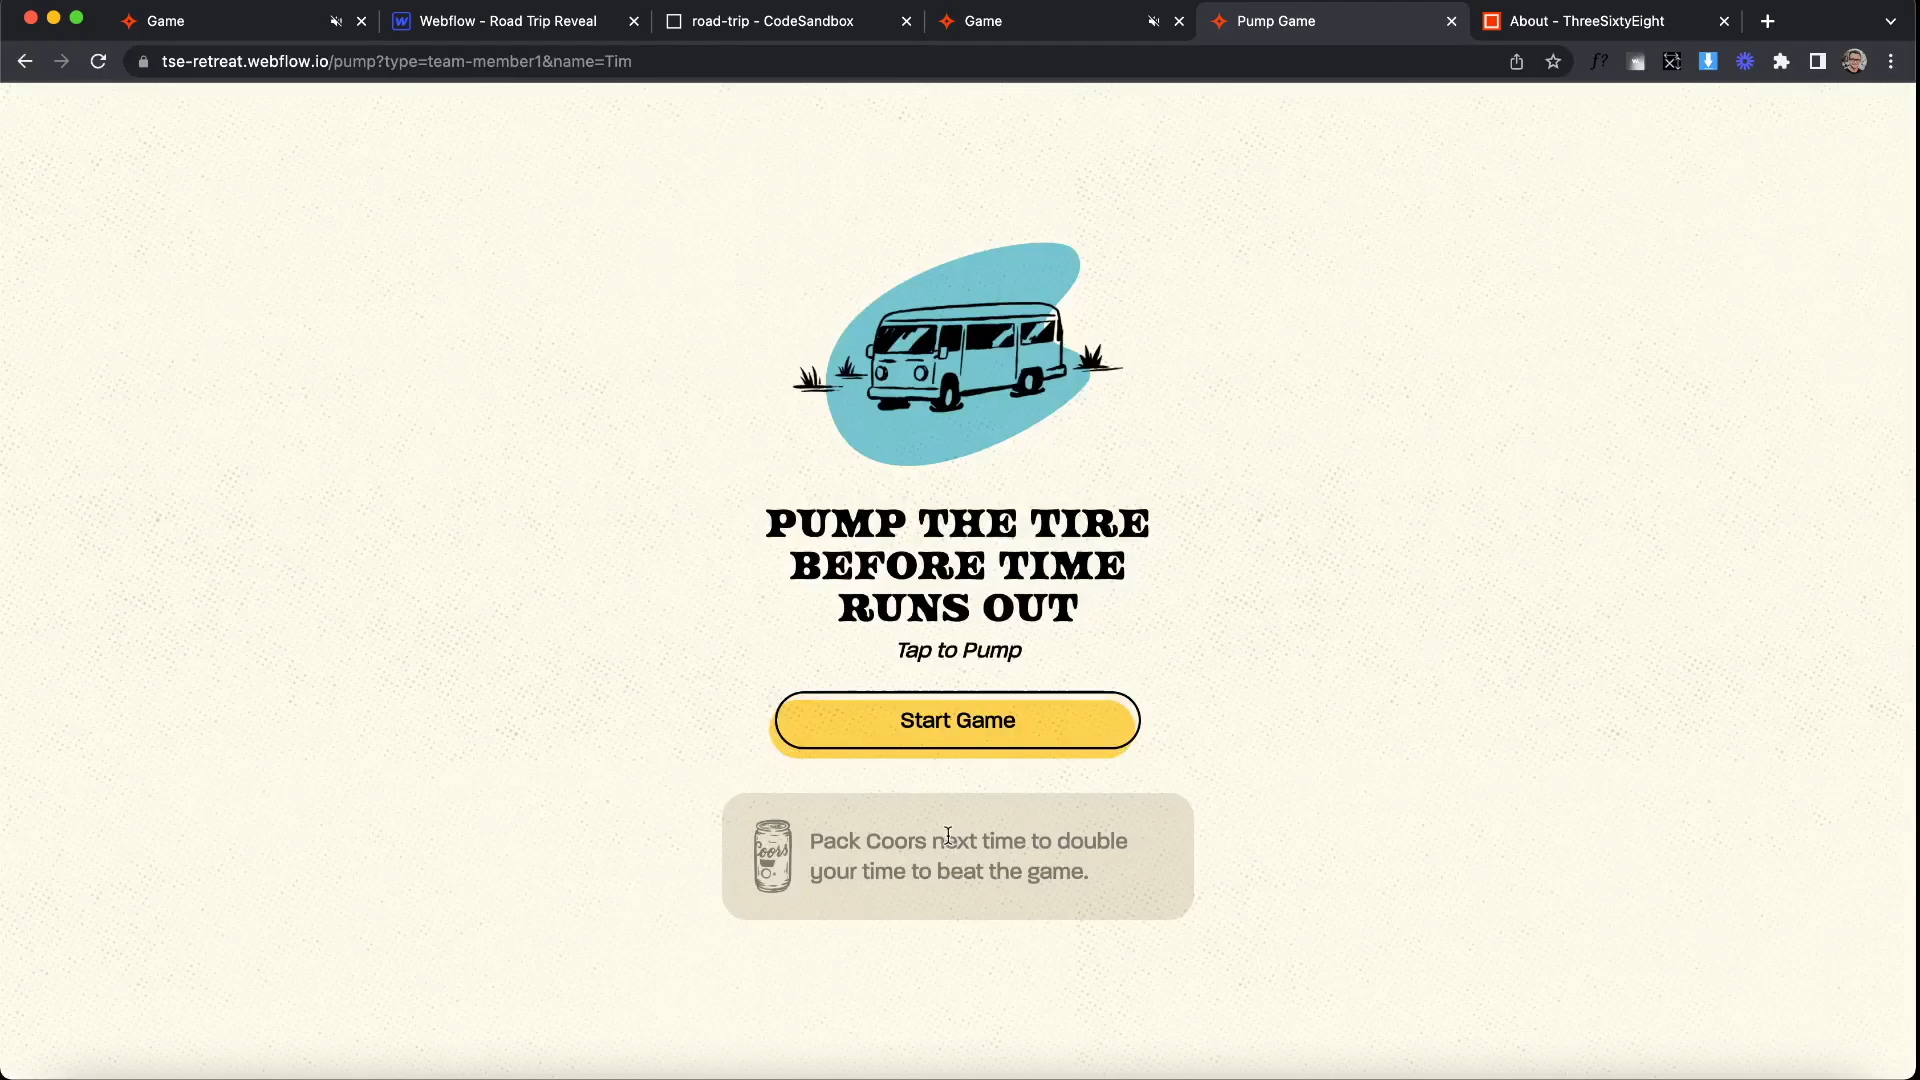 Game
Webflow - Road Trip Reveal
road-trip - CodeSandbox
Game
Pump Game
About - ThreeSixtyEight
tse-retreat.webflow.io/pump?type=team-member1&name=Tim
f?
PUMP THE TIRE
BEFORE TIME
RUNS OUT
Tap to Pump
Start Game
Coors
Pack Coors next time to double
your time to beat the game.